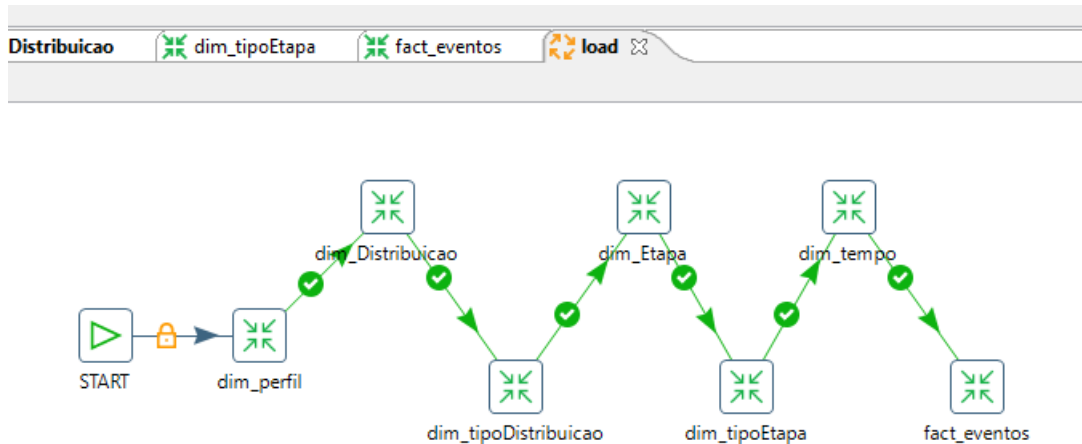 Distribuicao dim_tipoEtapa fact_eventos load
dim_Distribuicao dim_Etapa dim_tempo
START dim_perfil
dim_tipoDistribuicao dim_tipoEtapa fact_eventos